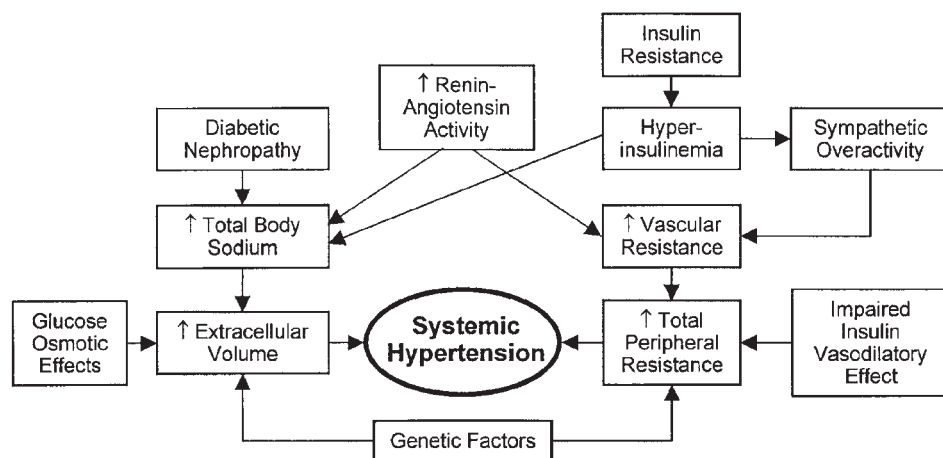 Insulin
Resistance
↑ Renin-
Angiotensin
Activity
Diabetic
Nephropathy
Hyper-
insulinemia
Sympathetic
Overactivity
↑ Total Body
Sodium
↑ Vascular
Resistance
Glucose
Osmotic
Effects
↑ Extracellular
Volume
Systemic
Hypertension
↑ Total
Peripheral
Resistance
Impaired
Insulin
Vasodilatory
Effect
Genetic Factors